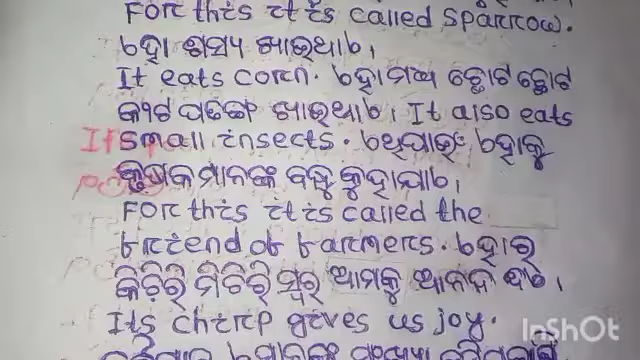 For this it is called sparrow.
ଏହା ଶସ୍ୟ ଖାଇଥାଏ।
It eats corn. ଏହା ମଧ୍ୟ ଛୋଟ ଛୋଟ
କୀଟ ପତଙ୍ଗ ଖାଇଥାଏ। It also eats
small insects. ଏଥିପାଇଁ ଏହାକୁ
କୃଷକ ମାନଙ୍କ ବନ୍ଧୁ କୁହାଯାଏ।
For this it is called the
friend of farmers. ଏହାର
କିଚିରି ମିଚିରି ସ୍ୱର ଆମକୁ ଆନନ୍ଦ ଦିଏ।
Its chirp gives us joy.
InShOt